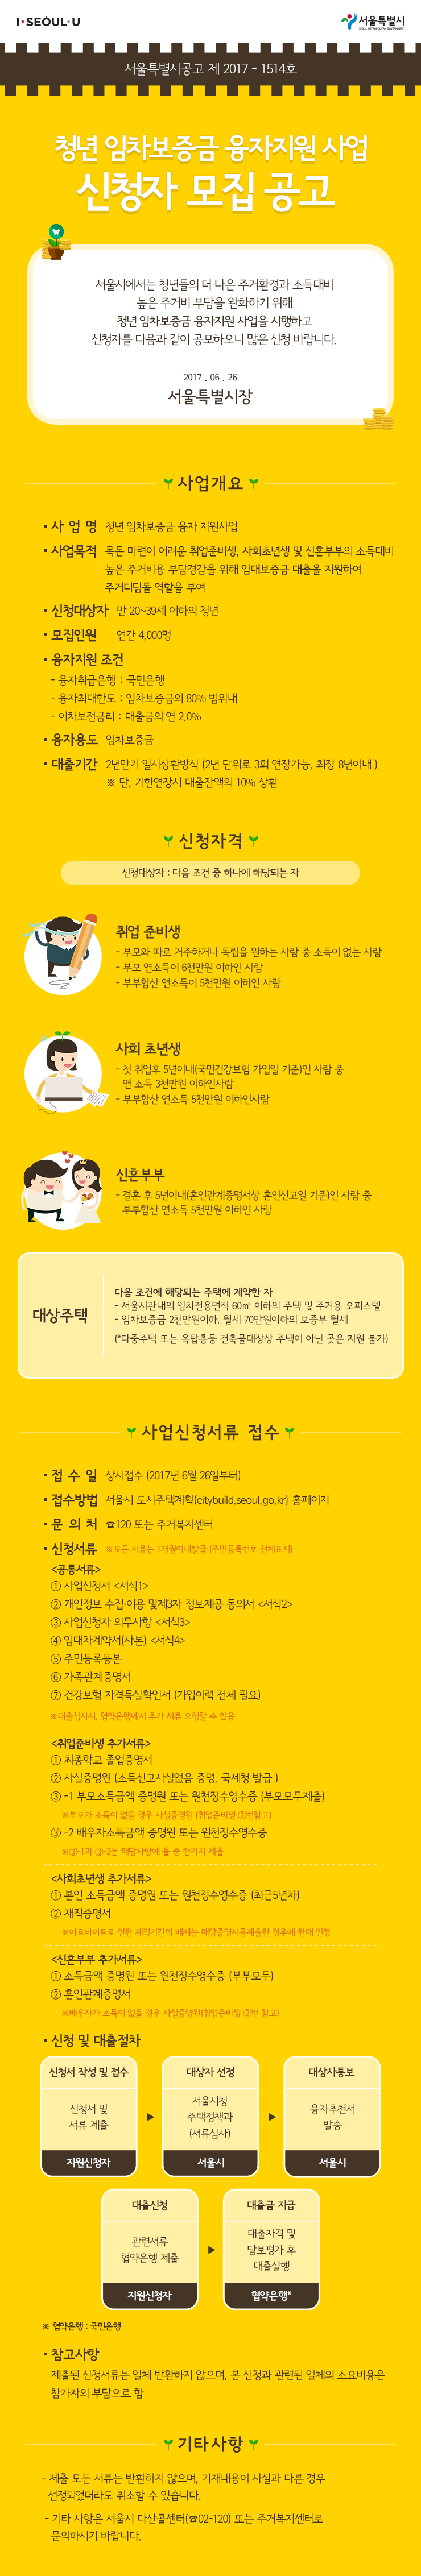 I·SEOUL·U
서울특별시
SEOUL METROPOLITAN GOVERNMENT
서울특별시공고 제 2017 - 1514호
청년 임차보증금 융자지원 사업
신청자 모집 공고
서울시에서는 청년들의 더 나은 주거환경과 소득대비
높은 주거비 부담을 완화하기 위해
청년 임차보증금 융자지원 사업을 시행하고
신청자를 다음과 같이 공모하오니 많은 신청 바랍니다.
2017 . 06 . 26
서울특별시장
사업개요
▪ 사 업 명 청년 임차보증금 융자 지원사업
▪ 사업목적 목돈 마련이 어려운 취업준비생, 사회초년생 및 신혼부부의 소득대비
높은 주거비용 부담경감을 위해 임대보증금 대출을 지원하여
주거디딤돌 역할을 부여
▪ 신청대상자 만 20~39세 이하의 청년
▪ 모집인원 연간 4,000명
▪ 융자지원 조건
- 융자취급은행 : 국민은행
- 융자최대한도 : 임차보증금의 80% 범위내
- 이차보전금리 : 대출금의 연 2.0%
▪ 융자용도 임차보증금
▪ 대출기간 2년만기 일시상환방식 (2년 단위로 3회 연장가능, 최장 8년이내 )
※ 단, 기한연장시 대출잔액의 10% 상환
신청자격
신청대상자 : 다음 조건 중 하나에 해당되는 자
취업 준비생
- 부모와 따로 거주하거나 독립을 원하는 사람 중 소득이 없는 사람
- 부모 연소득이 6천만원 이하인 사람
- 부부합산 연소득이 5천만원 이하인 사람
사회 초년생
- 첫 취업후 5년이내(국민건강보험 가입일 기준)인 사람 중
연 소득 3천만원 이하인사람
- 부부합산 연소득 5천만원 이하인사람
신혼부부
- 결혼 후 5년이내(혼인관계증명서상 혼인신고일 기준)인 사람 중
부부합산 연소득 5천만원 이하인 사람
대상주택
다음 조건에 해당되는 주택에 계약한 자
- 서울시관내의 임차전용면적 60㎡ 이하의 주택 및 주거용 오피스텔
- 임차보증금 2천만원이하, 월세 70만원이하의 보증부 월세
(*다중주택 또는 옥탑층등 건축물대장상 주택이 아닌 곳은 지원 불가)
사업신청서류 접수
▪ 접 수 일 상시접수 (2017년 6월 26일부터)
▪ 접수방법 서울시 도시주택계획(citybuild.seoul.go.kr) 홈페이지
▪ 문 의 처 ☎120 또는 주거복지센터
▪ 신청서류 ※모든 서류는 1개월이내발급 (주민등록번호 전체표시)
<공통서류>
① 사업신청서 <서식1>
② 개인정보 수집·이용 및제3자 정보제공 동의서 <서식2>
③ 사업신청자 의무사항 <서식3>
④ 임대차계약서(사본) <서식4>
⑤ 주민등록등본
⑥ 가족관계증명서
⑦ 건강보험 자격득실확인서 (가입이력 전체 필요)
※대출심사시, 협약은행에서 추가 서류 요청할 수 있음
<취업준비생 추가서류>
① 최종학교 졸업증명서
② 사실증명원 (소득신고사실없음 증명, 국세청 발급 )
③ -1 부모소득금액 증명원 또는 원천징수영수증 (부모모두제출)
※부모가 소득이 없을 경우 사실증명원 (취업준비생 ②번참고)
③ -2 배우자소득금액 증명원 또는 원천징수영수증
※③-1과 ③-2는 해당사항에 둘 중 한가지 제출
<사회초년생 추가서류>
① 본인 소득금액 증명원 또는 원천징수영수증 (최근5년차)
② 재직증명서
※아르바이트로 인한 재직기간의 배제는 해당증명서를제출한 경우에 한해 인정
<신혼부부 추가서류>
① 소득금액 증명원 또는 원천징수영수증 (부부모두)
② 혼인관계증명서
※배우자가 소득이 없을 경우 사실증명원(취업준비생 ②번 참고)
▪ 신청 및 대출절차
신청서 작성 및 접수
신청서 및
서류 제출
지원신청자
▶
대상자 선정
서울시청
주택정책과
(서류심사)
서울시
▶
대상사통보
융자추천서
발송
서울시
대출신청
관련서류
협약은행 제출
지원신청자
▶
대출금 지급
대출자격 및
담보평가 후
대출실행
협약은행*
※ 협약은행 : 국민은행
▪ 참고사항
제출된 신청서류는 일체 반환하지 않으며, 본 신청과 관련된 일체의 소요비용은
참가자의 부담으로 함
기타사항
- 제출 모든 서류는 반환하지 않으며, 기재내용이 사실과 다른 경우
선정되었더라도 취소할 수 있습니다.
- 기타 사항은 서울시 다산콜센터(☎02-120) 또는 주거복지센터로
문의하시기 바랍니다.